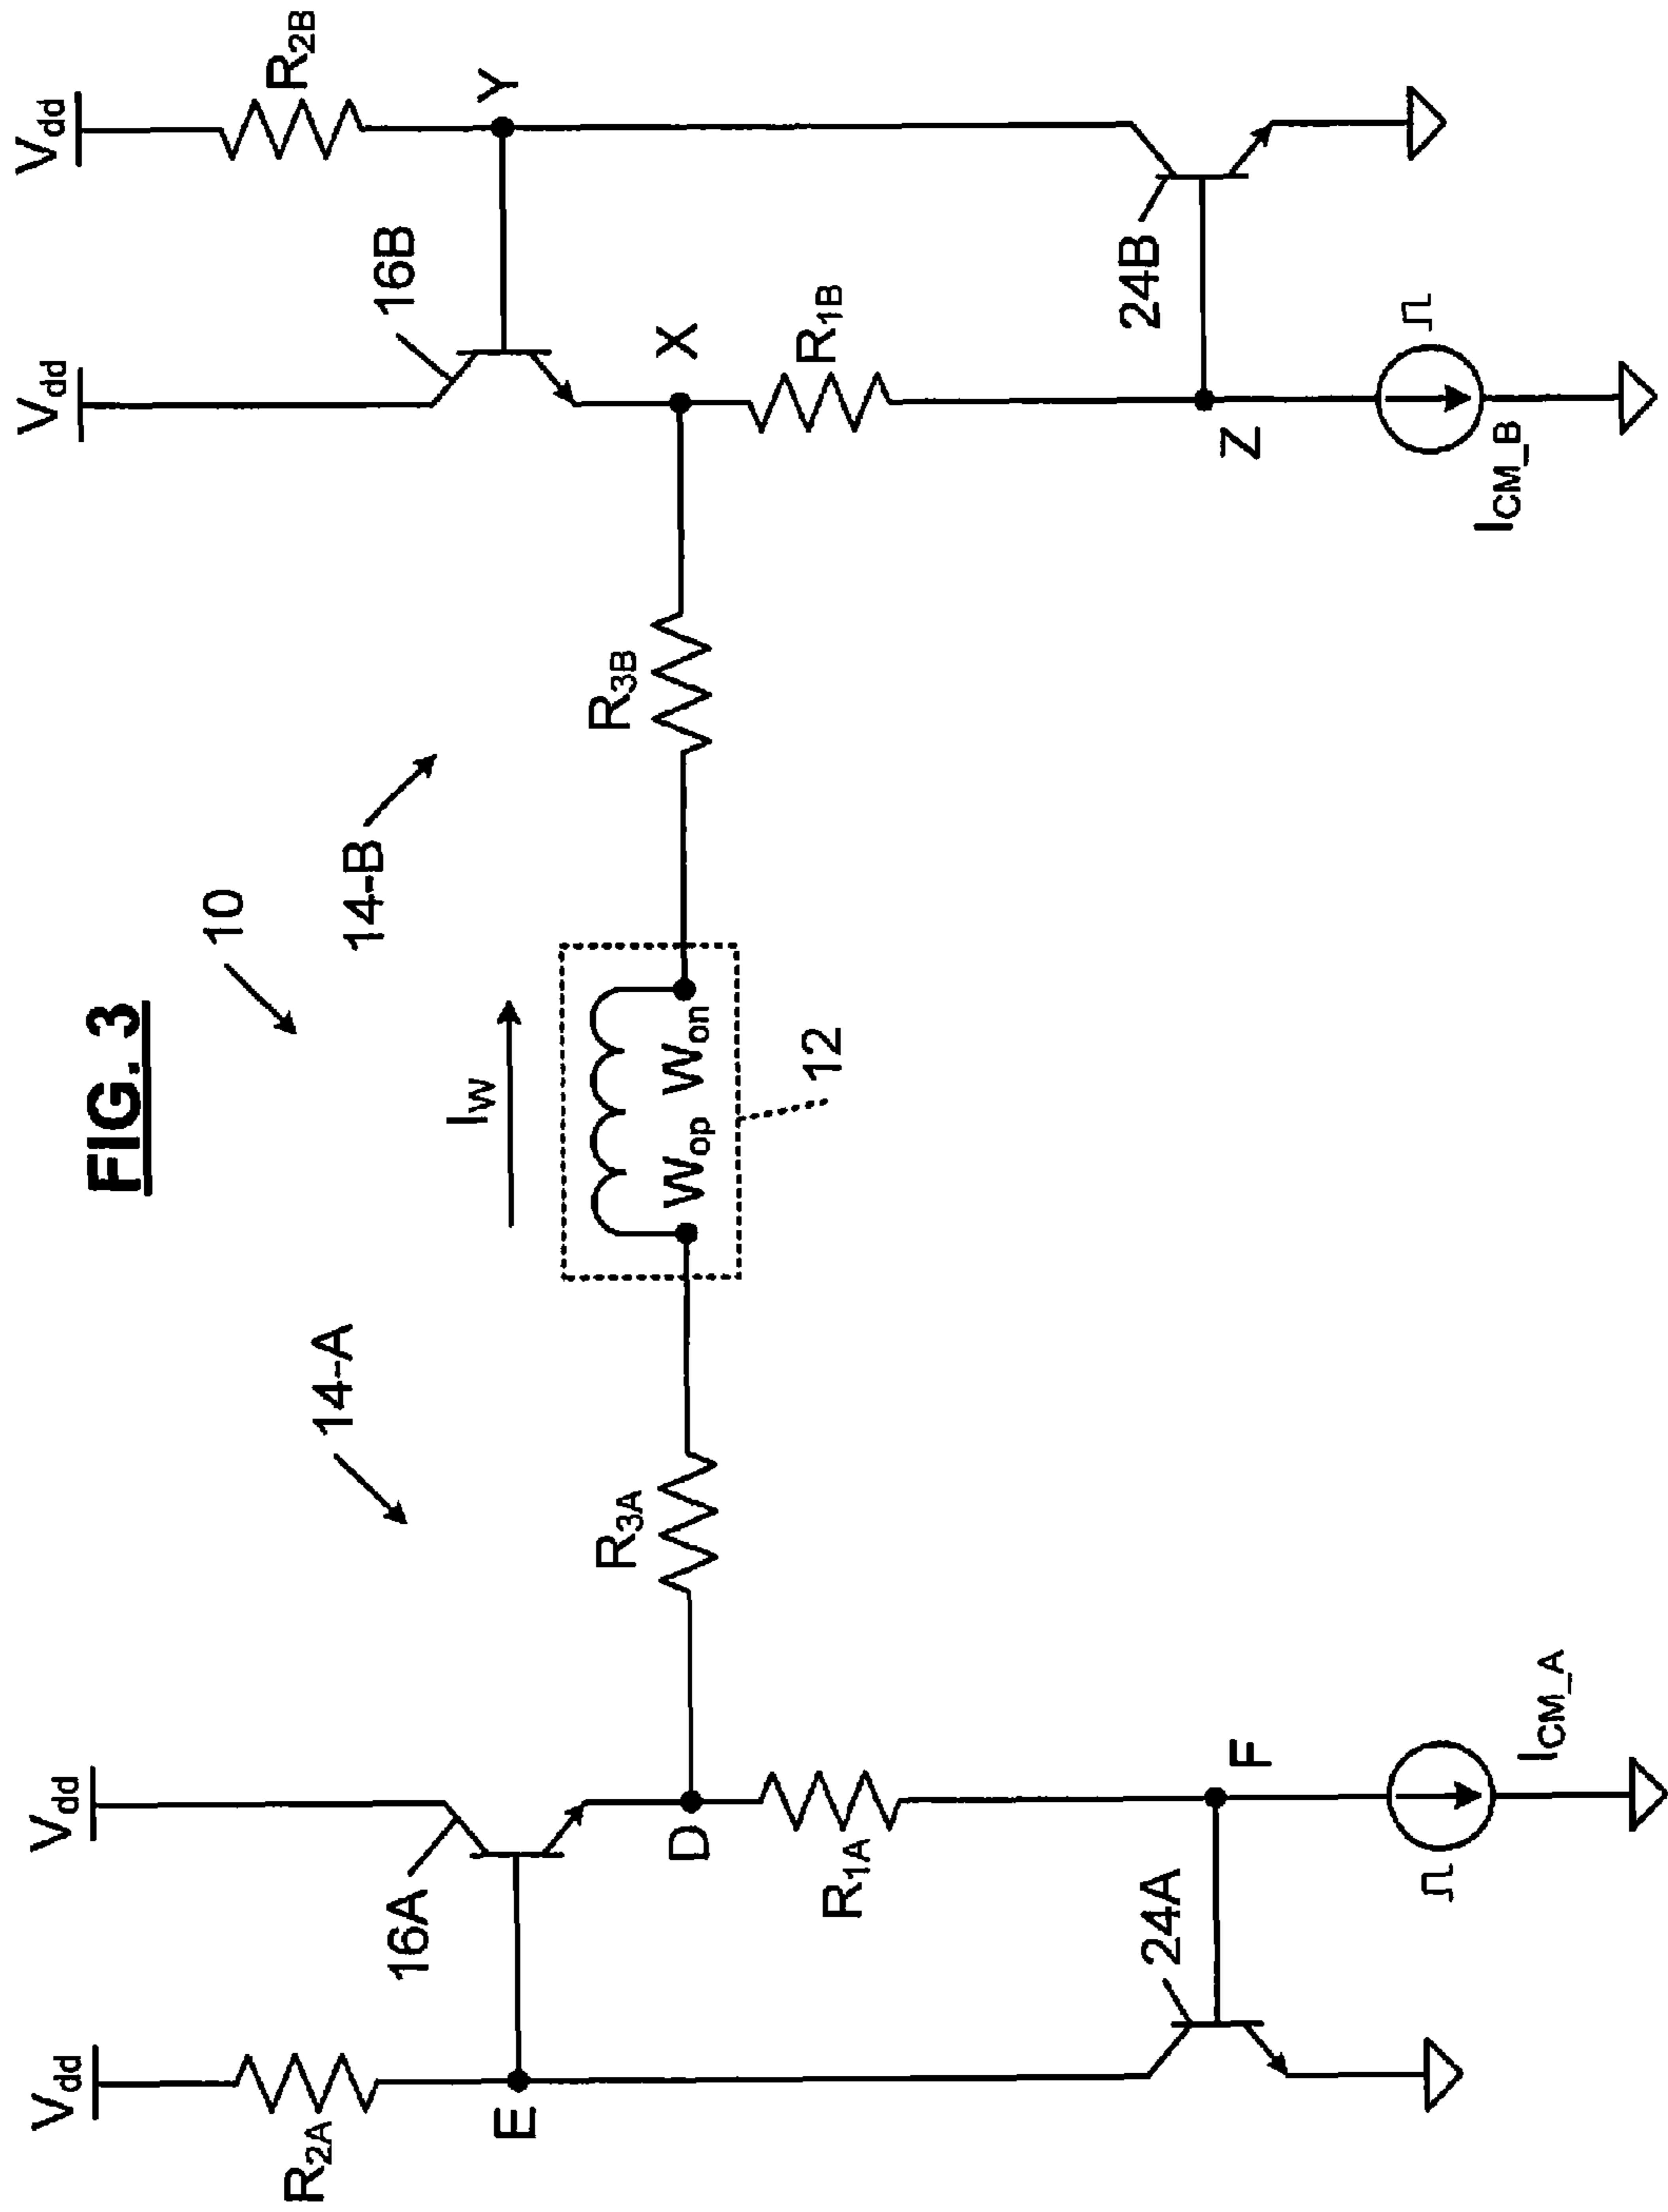 FIG. 3
V_dd
V_dd
V_dd
V_dd
10
R_2A
R_2B
14-A
14-B
16A
16B
I_W
E
Y
R_3A
R_3B
D
W_op W_on
X
12
R_1A
R_1B
24A
24B
F
Z
I_CM_A
I_CM_B